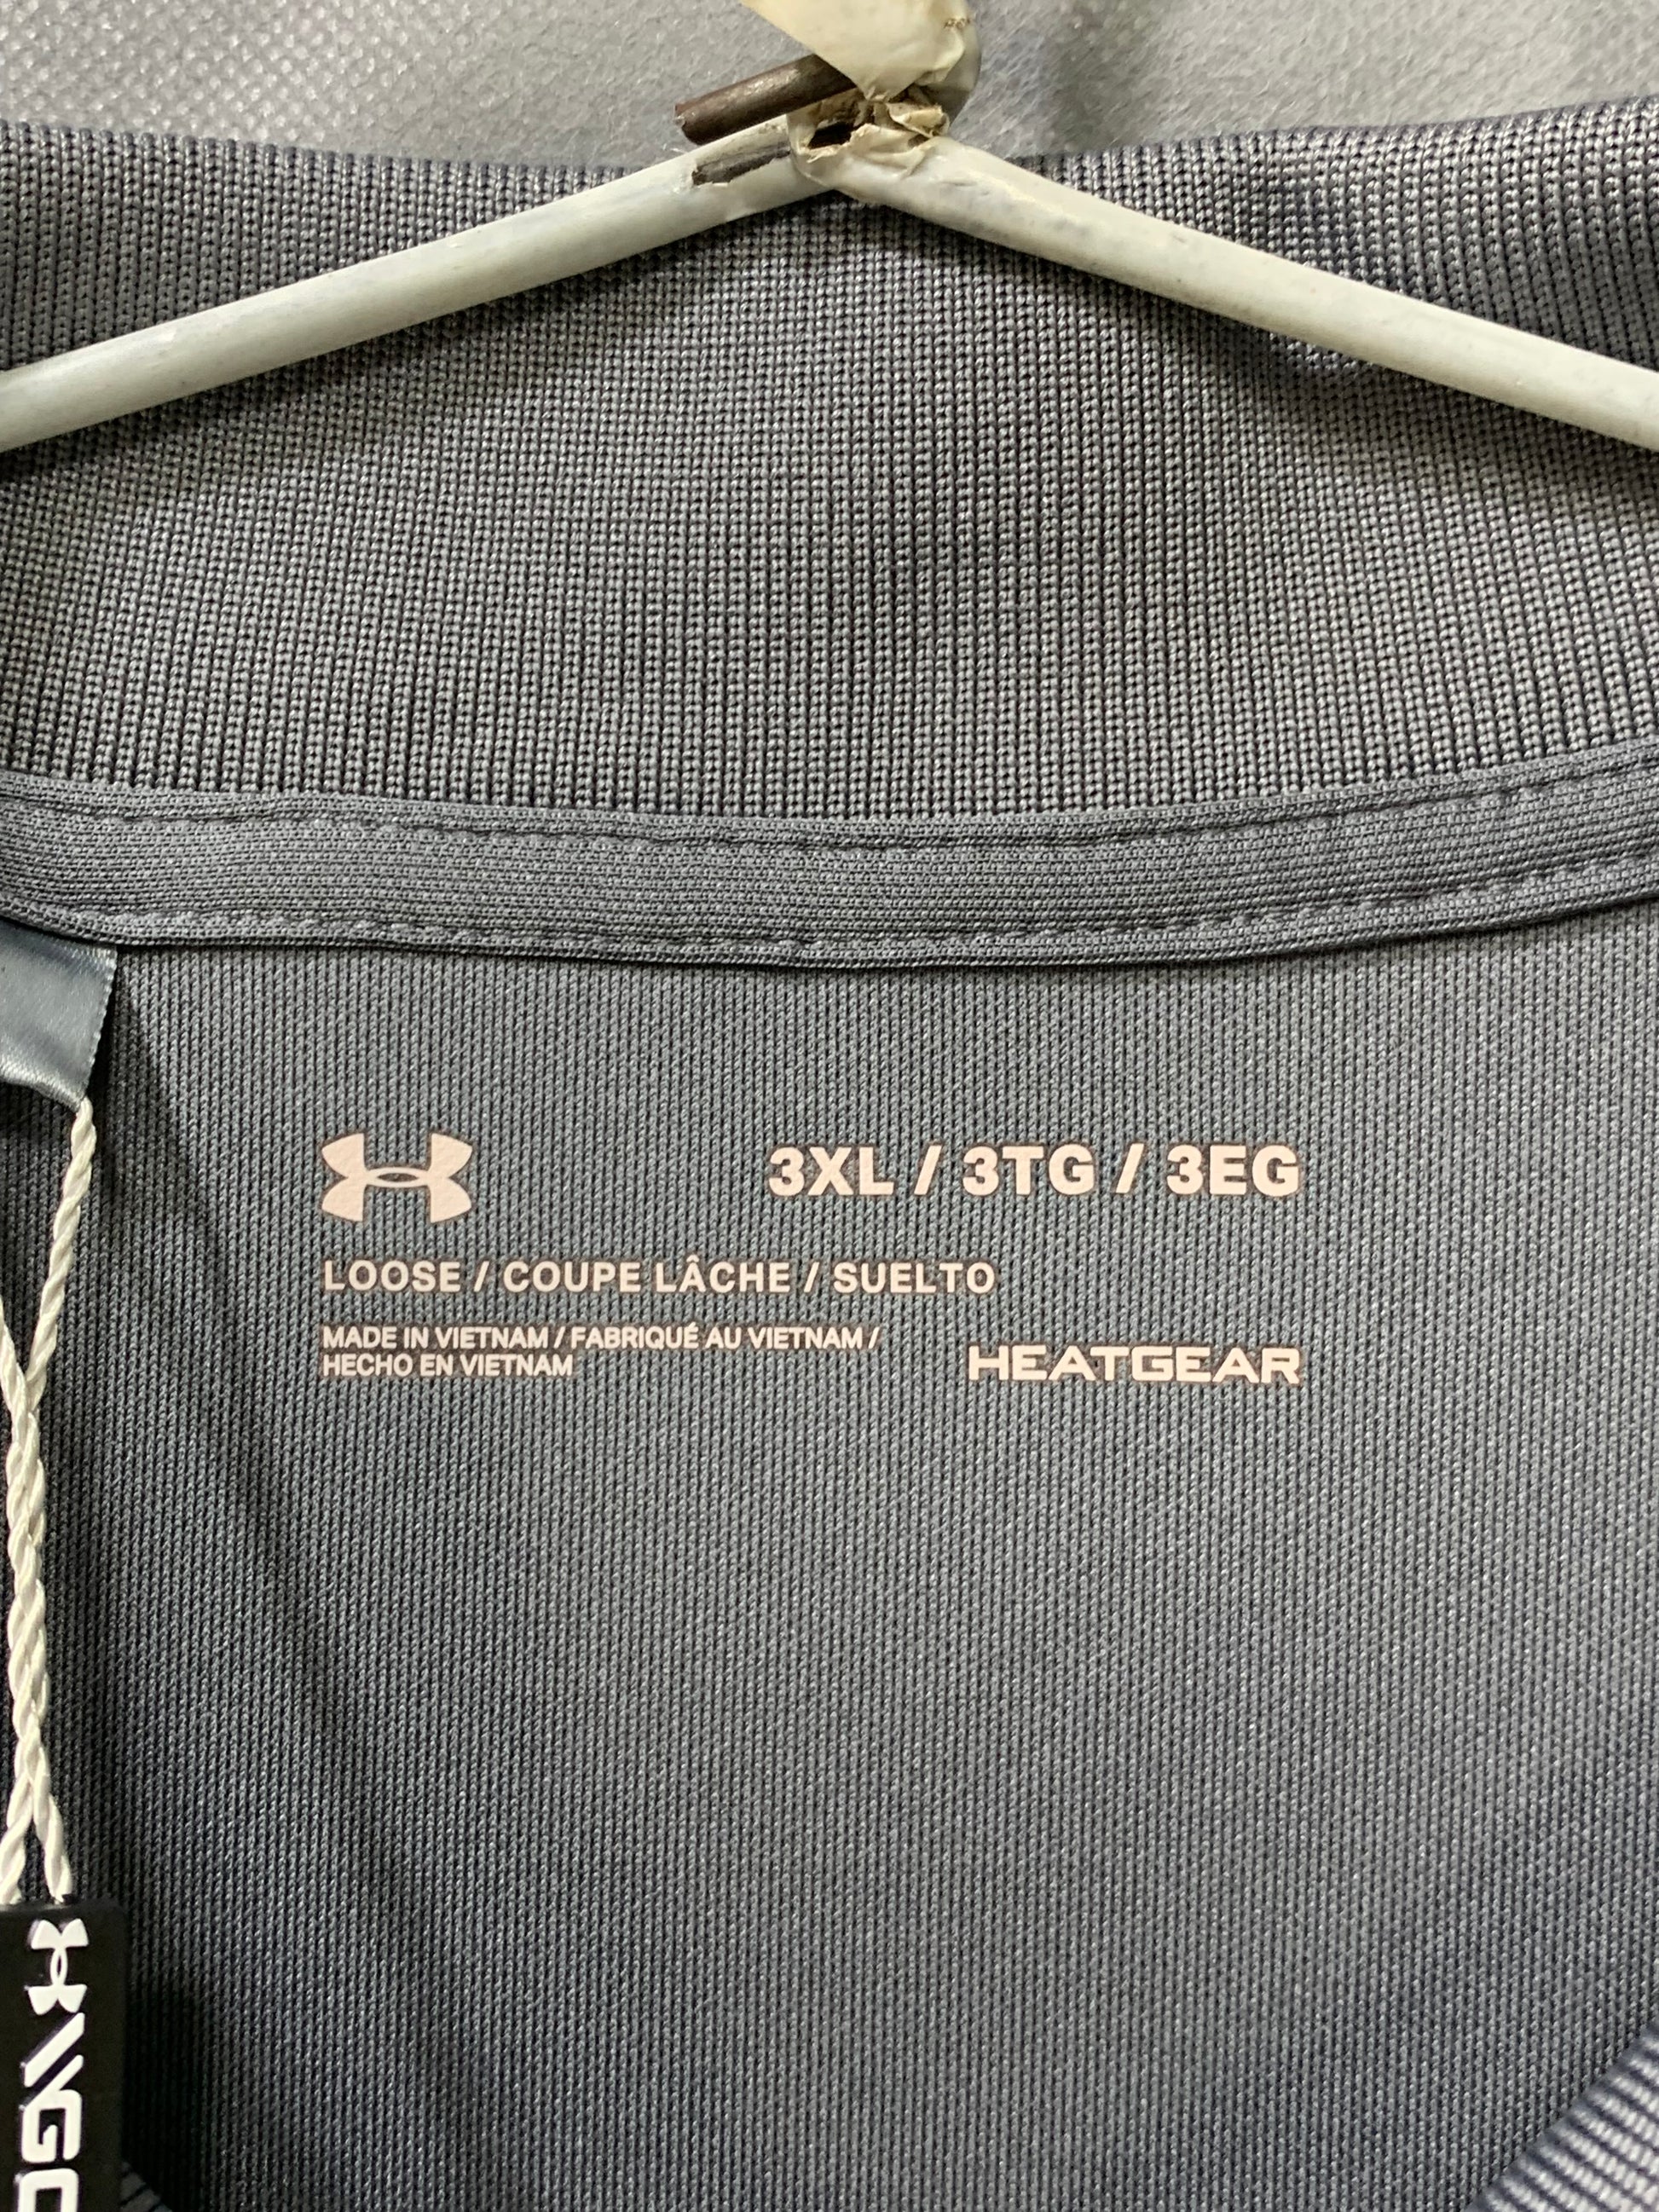 3XL / 3TG / 3EG
LOOSE / COUPE LÂCHE / SUELTO
MADE IN VIETNAM / FABRIQUÉ AU VIETNAM /
HECHO EN VIETNAM
HEATGEAR